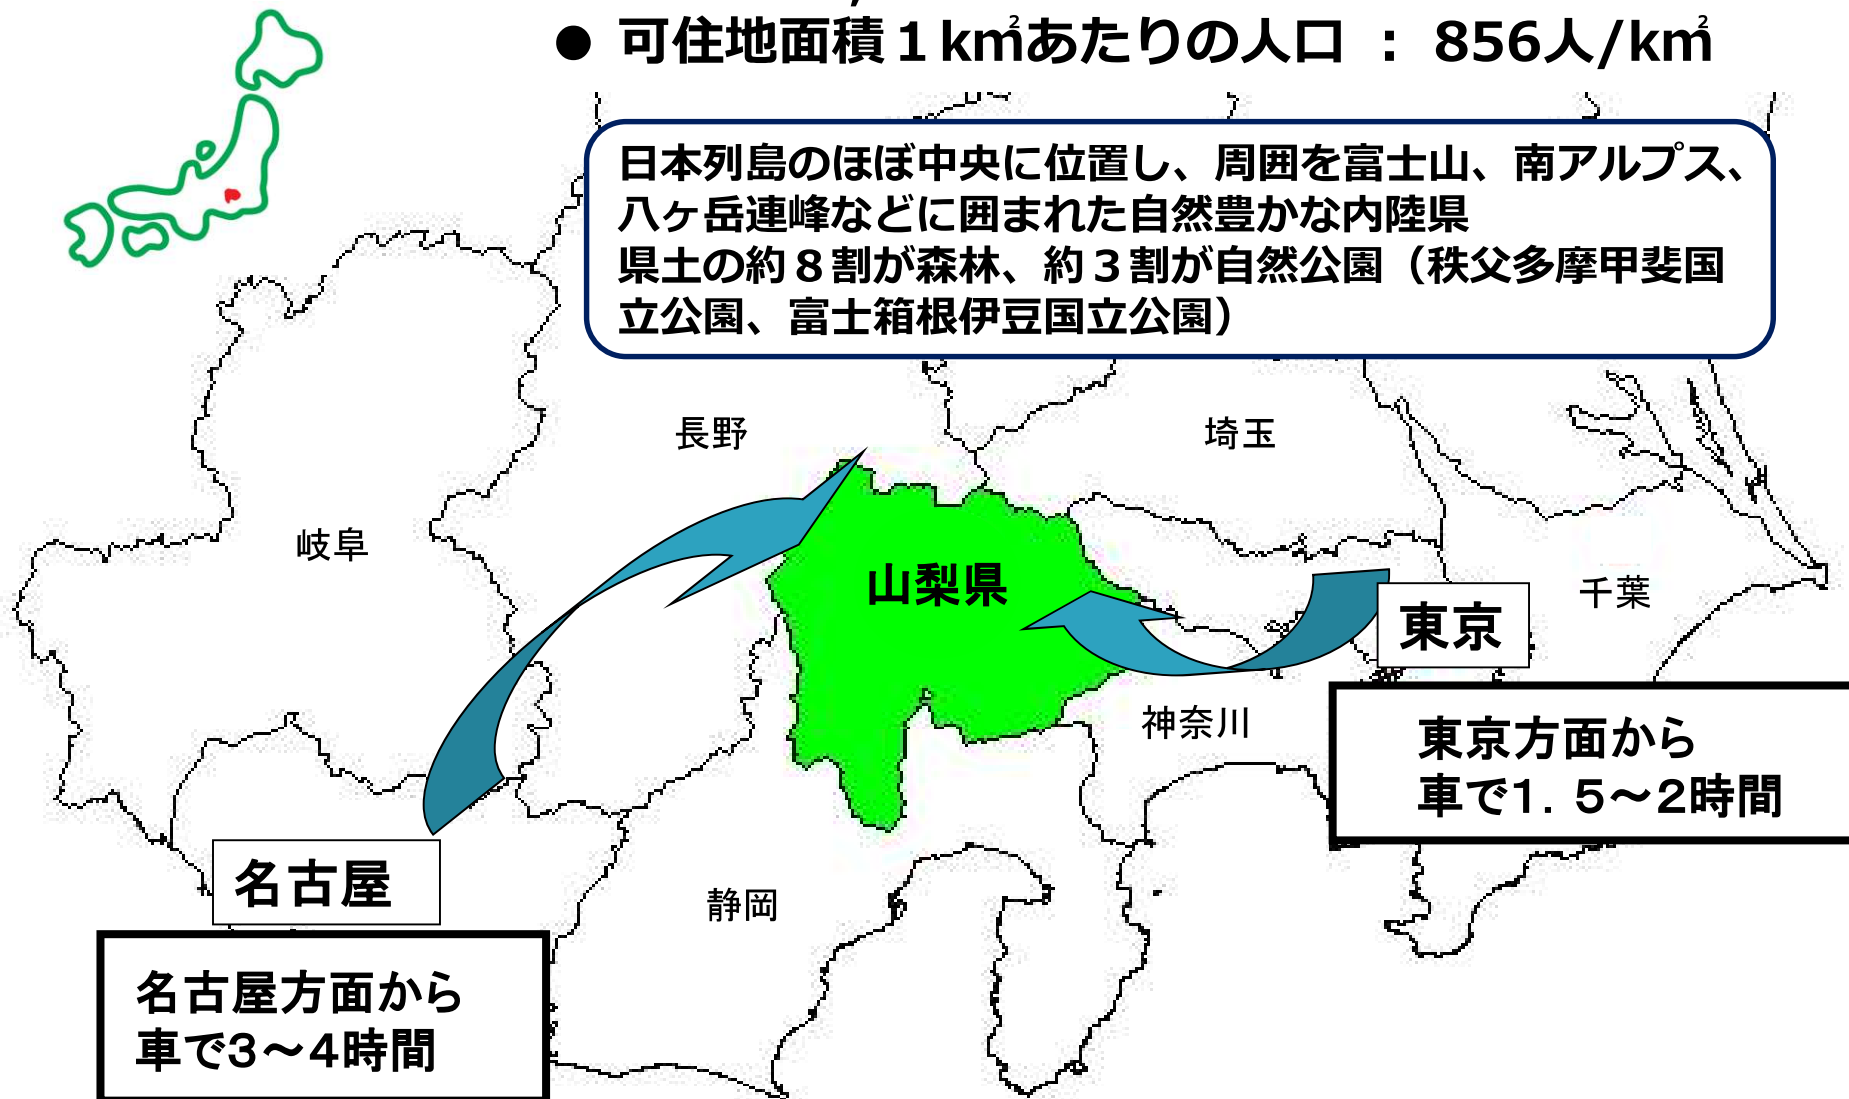 ● 可住地面積１k㎡あたりの人口 ： 856人/k㎡
日本列島のほぼ中央に位置し、周囲を富士山、南アルプス、
八ヶ岳連峰などに囲まれた自然豊かな内陸県
県土の約８割が森林、約３割が自然公園（秩父多摩甲斐国
立公園、富士箱根伊豆国立公園）
長野
埼玉
岐阜
山梨県
千葉
東京
神奈川
東京方面から
車で1．5～2時間
名古屋
静岡
名古屋方面から
車で3～4時間